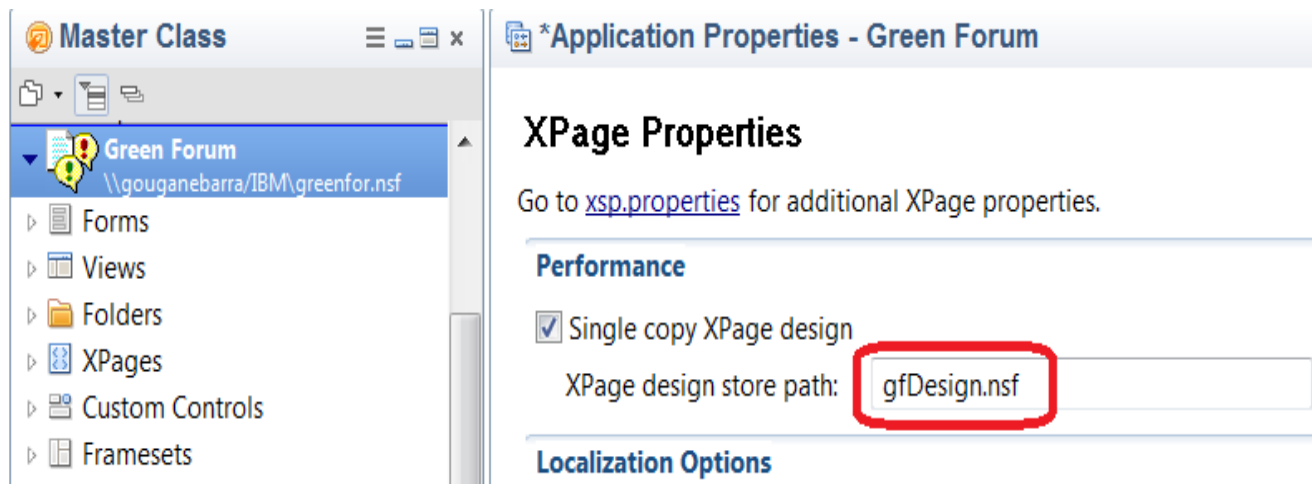 Master Class
Green Forum
\\gouganebarra/IBM\greenfor.nsf
Forms
Views
Folders
XPages
Custom Controls
Framesets
*Application Properties - Green Forum
XPage Properties
Go to xsp.properties for additional XPage properties.
Performance
Single copy XPage design
XPage design store path: gfDesign.nsf
Localization Options